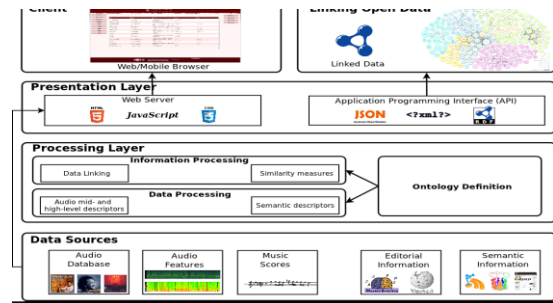 Client
Linking Open Data
Web/Mobile Browser
Linked Data
Presentation Layer
Web Server
HTML
5
JavaScript
CSS
3
Application Programming Interface (API)
JSON
<?xml?>
RDF
Processing Layer
Information Processing
Data Linking
Similarity measures
Data Processing
Audio mid- and
high-level descriptors
Semantic descriptors
Ontology Definition
Data Sources
Audio
Database
Audio
Features
Music
Scores
Editorial
Information
Semantic
Information